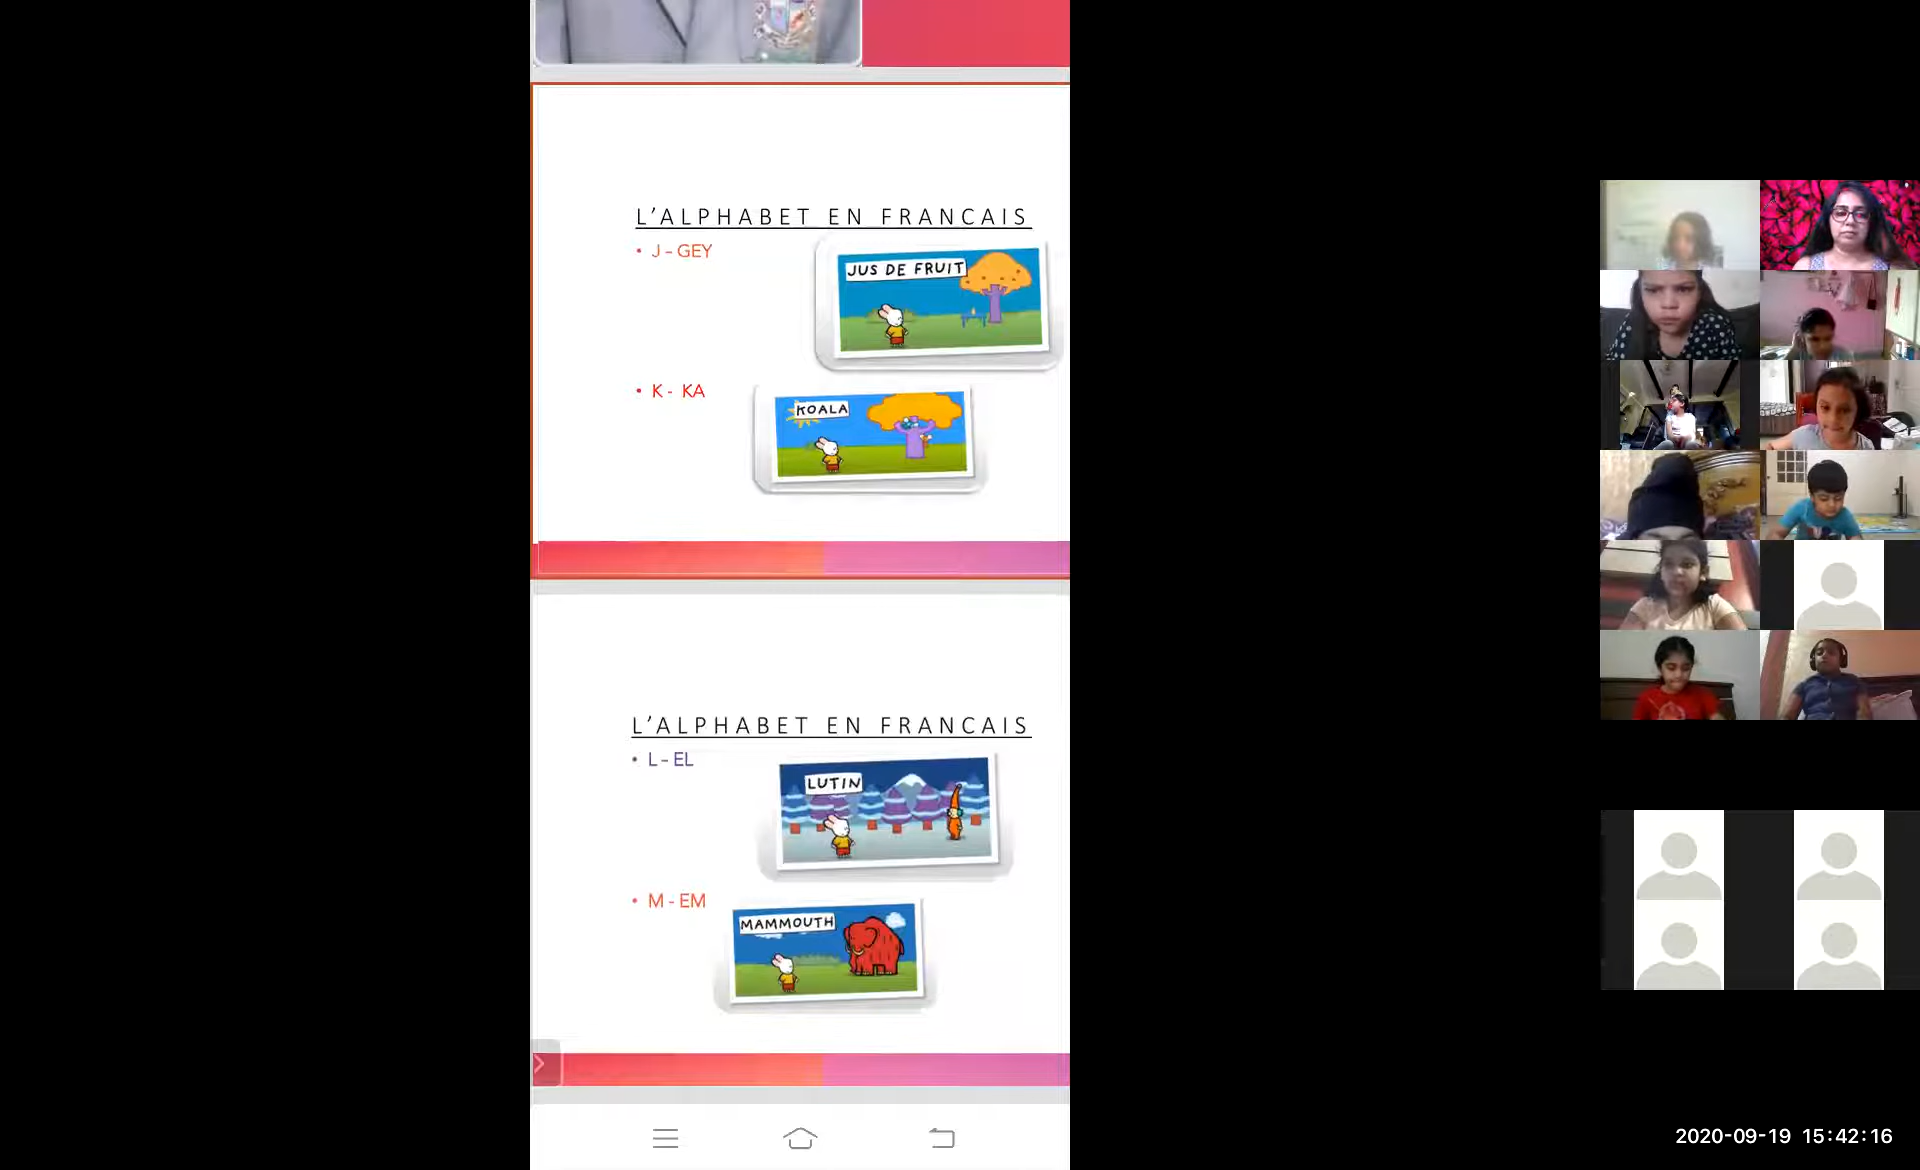 L'ALPHABET EN FRANCAIS
• J – GEY
JUS DE FRUIT
• K - KA
KOALA
L'ALPHABET EN FRANCAIS
• L – EL
LUTIN
• M - EM
MAMMOUTH
2020-09-19 15:42:16